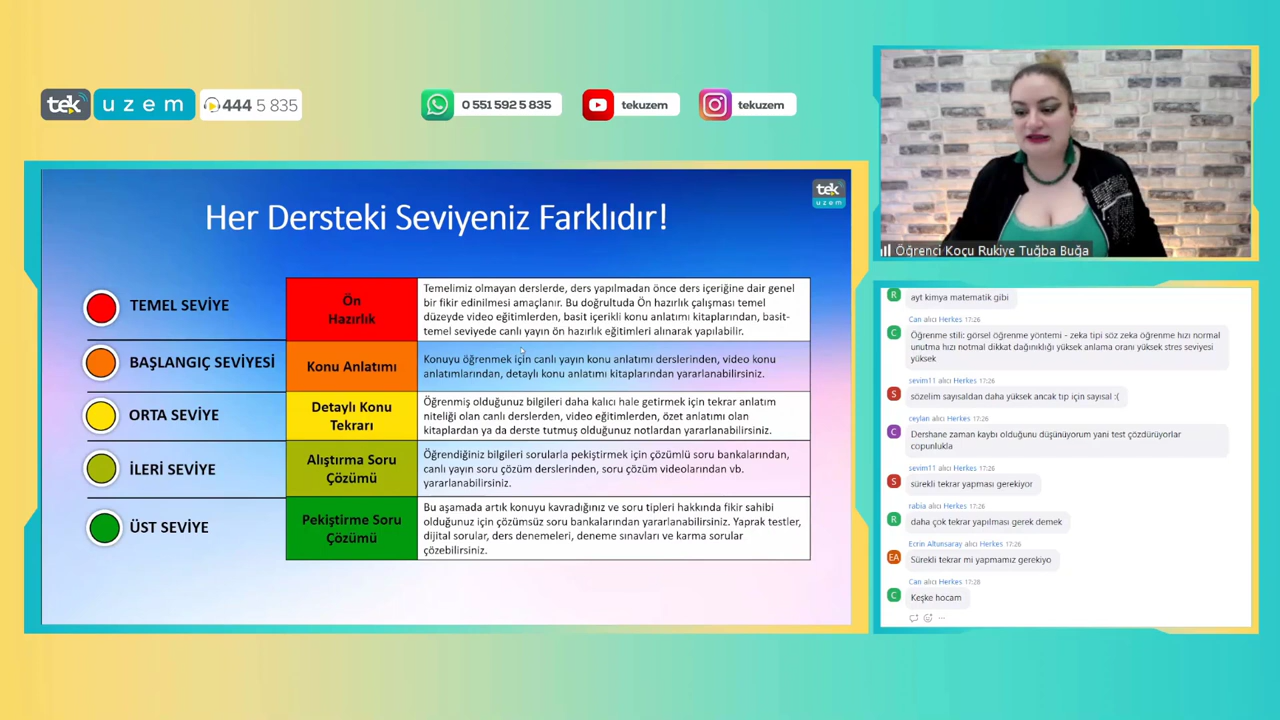 tek uzem 444 5 835
0 551 592 5 835
tekuzem
tekuzem
tek
uzem
Her Dersteki Seviyeniz Farklıdır!
TEMEL SEVİYE
Ön
Hazırlık
Temelimiz olmayan derslerde, ders yapılmadan önce ders içeriğine dair genel
bir fikir edinilmesi amaçlanır. Bu doğrultuda Ön hazırlık çalışması temel
düzeyde video eğitimlerden, basit içerikli konu anlatımı kitaplarından, basit-
temel seviyede canlı yayın ön hazırlık eğitimleri alınarak yapılabilir.
BAŞLANGIÇ SEVİYESİ
Konu Anlatımı
Konuyu öğrenmek için canlı yayın konu anlatımı derslerinden, video konu
anlatımlarından, detaylı konu anlatımı kitaplarından yararlanabilirsiniz.
ORTA SEVİYE
Detaylı Konu
Tekrarı
Öğrenmiş olduğunuz bilgileri daha kalıcı hale getirmek için tekrar anlatım
niteliği olan canlı derslerden, video eğitimlerden, özet anlatımı olan
kitaplardan ya da derste tutmuş olduğunuz notlardan yararlanabilirsiniz.
İLERİ SEVİYE
Alıştırma Soru
Çözümü
Öğrendiğiniz bilgileri sorularla pekiştirmek için çözümlü soru bankalarından,
canlı yayın soru çözüm derslerinden, soru çözüm videolarından vb.
yararlanabilirsiniz.
ÜST SEVİYE
Pekiştirme Soru
Çözümü
Bu aşamada artık konuyu kavradığınız ve soru tipleri hakkında fikir sahibi
olduğunuz için çözümsüz soru bankalarından yararlanabilirsiniz. Yaprak testler,
dijital sorular, ders denemeleri, deneme sınavları ve karma sorular
çözebilirsiniz.
Öğrenci Koçu Rukiye Tuğba Buğa
R
ayt kimya matematik gibi
Can alıcı Herkes 17:26
C
Öğrenme stili: görsel öğrenme yöntemi - zeka tipi söz zeka öğrenme hızı normal
unutma hızı notmal dikkat dağınıklığı yüksek anlama oranı yüksek stres seviyesi
yüksek
sevim11 alıcı Herkes 17:26
S
sözelim sayısaldan daha yüksek ancak tıp için sayısal :(
ceylan alıcı Herkes 17:26
C
Dershane zaman kaybı olduğunu düşünüyorum yani test çözdürüyorlar
copunlukla
sevim11 alıcı Herkes 17:26
S
sürekli tekrar yapması gerekiyor
rabia alıcı Herkes 17:26
R
daha çok tekrar yapılması gerek demek
Ecrin Altunsaray alıcı Herkes 17:26
EA
Sürekli tekrar mi yapmamız gerekiyo
Can alıcı Herkes 17:28
C
Keşke hocam